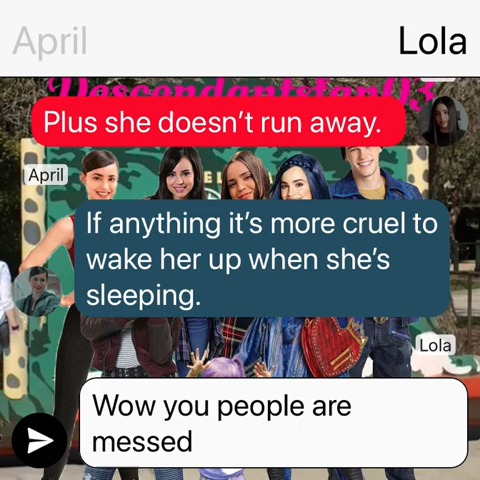 April
Lola
Descendantstar03
Plus she doesn't run away.
April
If anything it's more cruel to
wake her up when she's
sleeping.
Lola
Wow you people are
messed